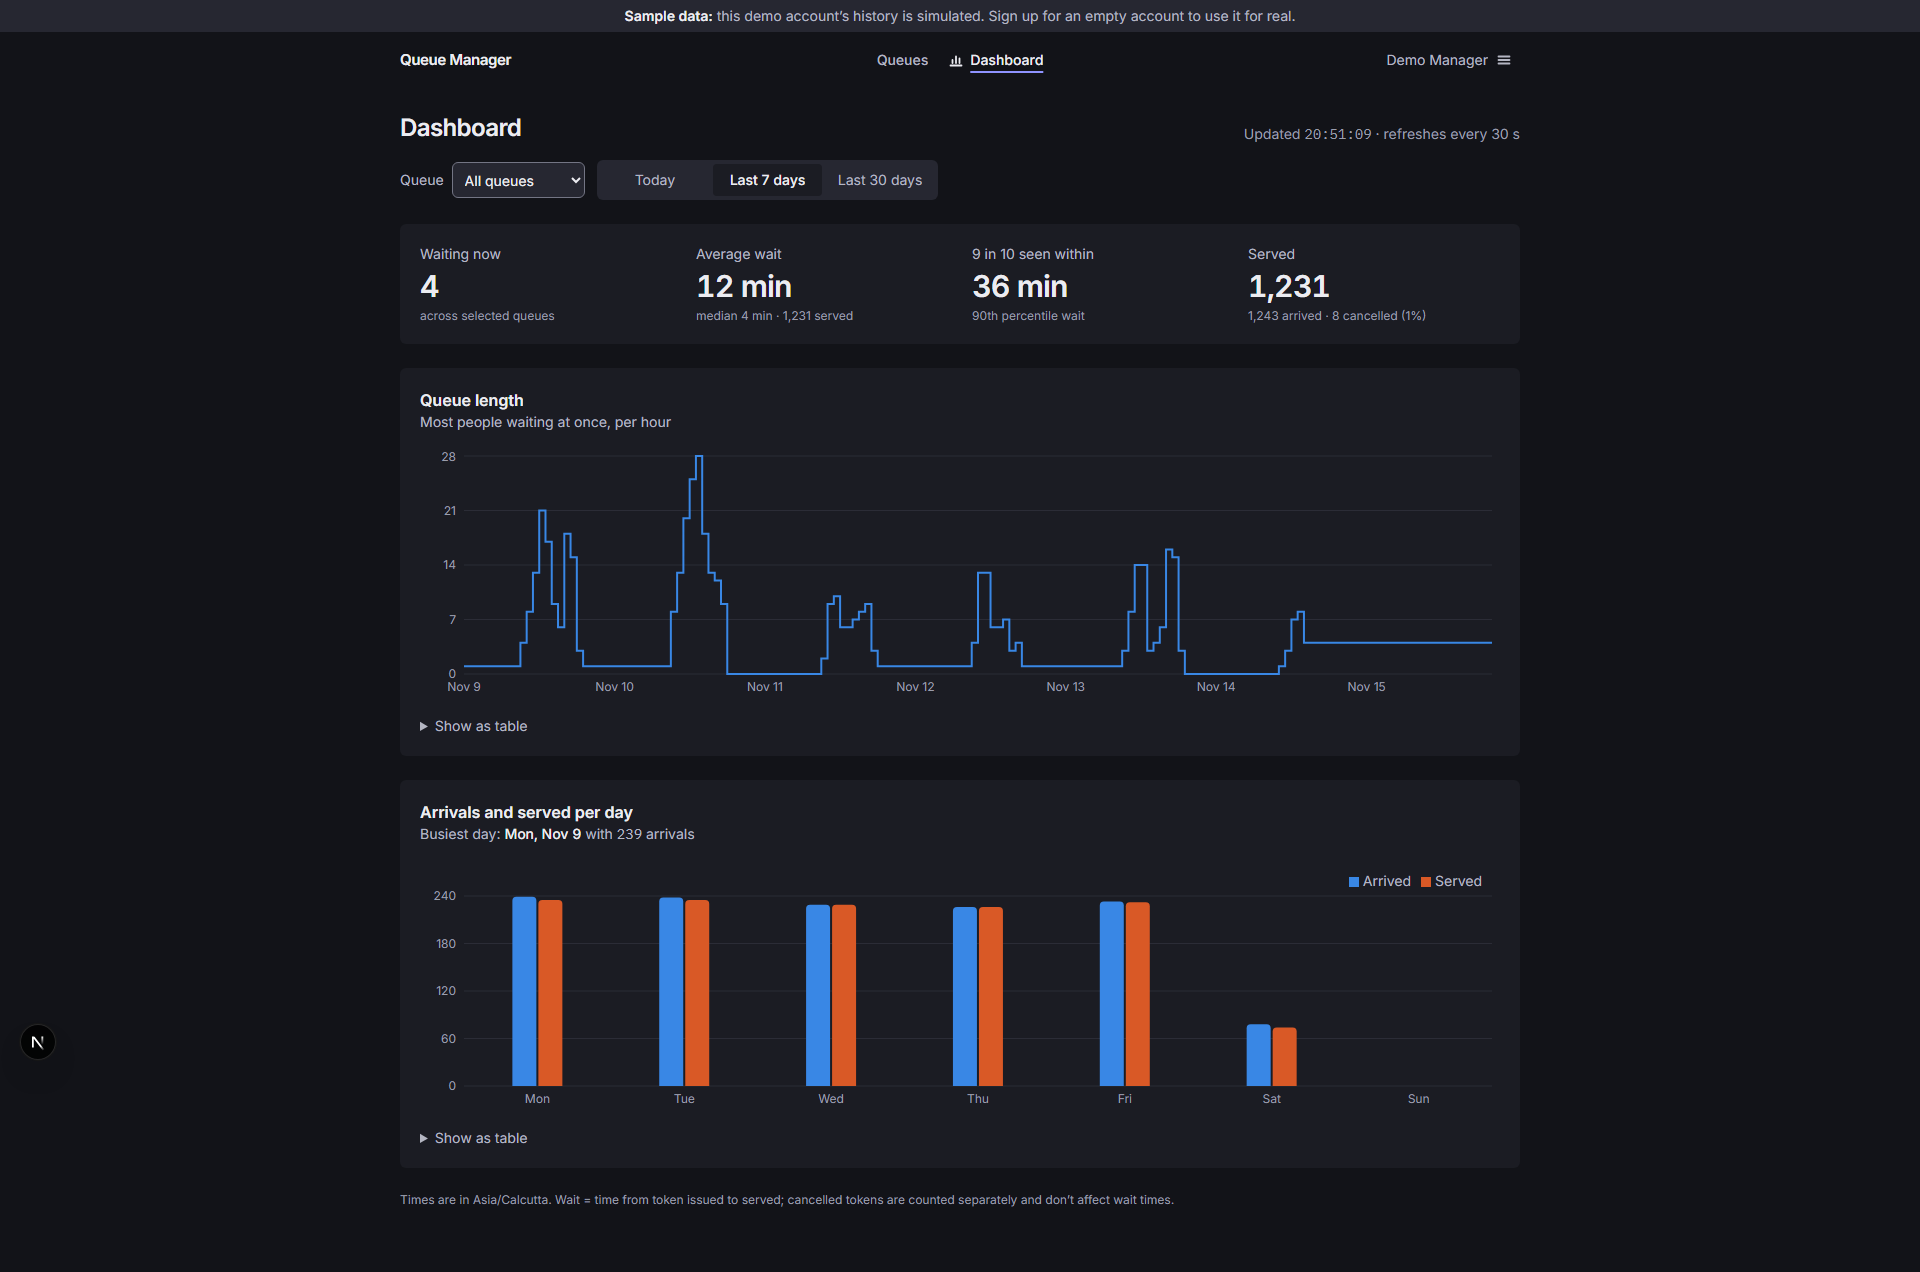 Sample data: this demo account’s history is simulated. Sign up for an empty account to use it for real.
Queue Manager
Queues
Dashboard
Demo Manager
Dashboard
Updated 20:51:09 · refreshes every 30 s
Queue
All queues
Today
Last 7 days
Last 30 days
Waiting now
4
across selected queues
Average wait
12 min
median 4 min · 1,231 served
9 in 10 seen within
36 min
90th percentile wait
Served
1,231
1,243 arrived · 8 cancelled (1%)
Queue length
Most people waiting at once, per hour
28
21
14
7
0
Nov 9 Nov 10 Nov 11 Nov 12 Nov 13 Nov 14 Nov 15
Show as table
Arrivals and served per day
Busiest day: Mon, Nov 9 with 239 arrivals
Arrived Served
240
180
120
60
0
Mon Tue Wed Thu Fri Sat Sun
Show as table
N
Times are in Asia/Calcutta. Wait = time from token issued to served; cancelled tokens are counted separately and don’t affect wait times.